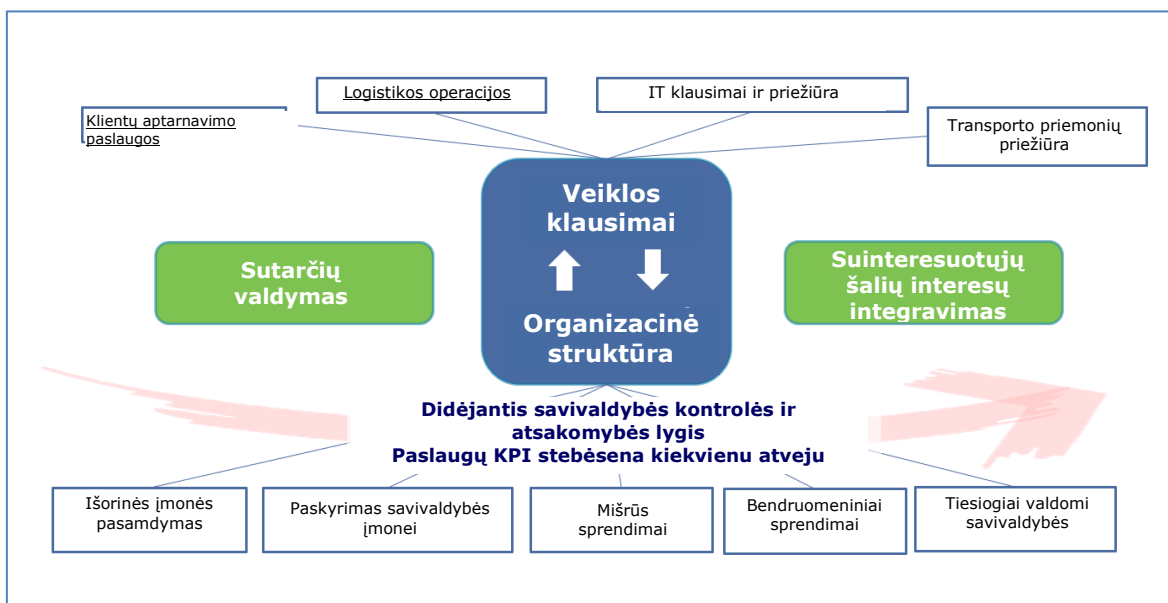 Logistikos operacijos
IT klausimai ir priežiūra
Klientų aptarnavimo
paslaugos
Transporto priemonių
priežiūra
Veiklos
klausimai
Sutarčių
valdymas
Suinteresuotųjų
šalių interesų
integravimas
Organizacinė
struktūra
Didėjantis savivaldybės kontrolės ir
atsakomybės lygis
Paslaugų KPI stebėsena kiekvienu atveju
Išorinės įmonės
pasamdymas
Paskyrimas savivaldybės
įmonei
Mišrūs
sprendimai
Bendruomeniniai
sprendimai
Tiesiogiai valdomi
savivaldybės